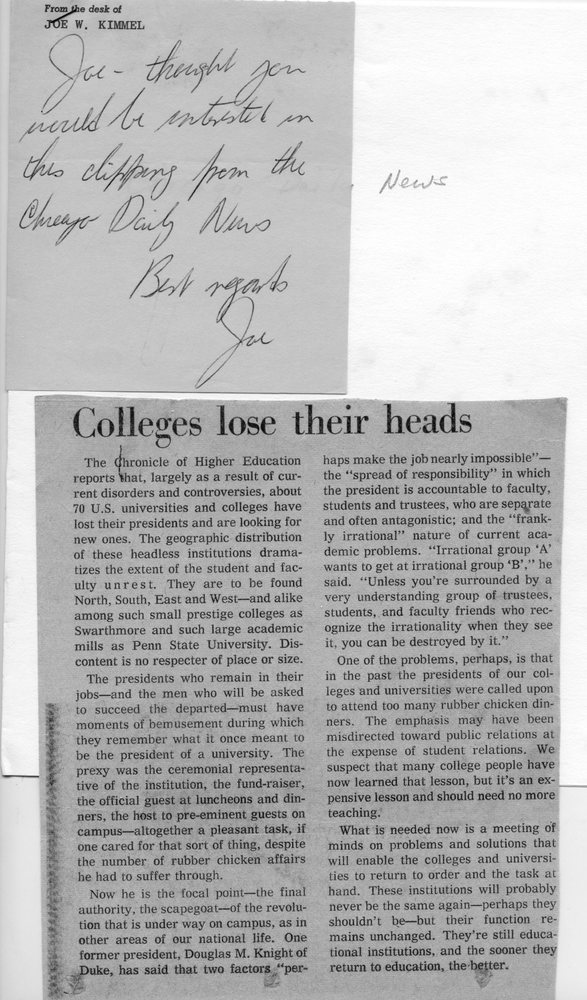 From the desk of
JOE W. KIMMEL
Joe - thought you
would be interested in
this clipping from the
Chicago Daily News
Best regards
Joe
News
Colleges lose their heads
The Chronicle of Higher Education
reports that, largely as a result of cur-
rent disorders and controversies, about
70 U.S. universities and colleges have
lost their presidents and are looking for
new ones. The geographic distribution
of these headless institutions drama-
tizes the extent of the student and fac-
ulty unrest. They are to be found
North, South, East and West—and alike
among such small prestige colleges as
Swarthmore and such large academic
mills as Penn State University. Dis-
content is no respecter of place or size.
The presidents who remain in their
jobs—and the men who will be asked
to succeed the departed—must have
moments of bemusement during which
they remember what it once meant to
be the president of a university. The
prexy was the ceremonial representa-
tive of the institution, the fund-raiser,
the official guest at luncheons and din-
ners, the host to pre-eminent guests on
campus—altogether a pleasant task, if
one cared for that sort of thing, despite
the number of rubber chicken affairs
he had to suffer through.
Now he is the focal point—the final
authority, the scapegoat—of the revolu-
tion that is under way on campus, as in
other areas of our national life. One
former president, Douglas M. Knight of
Duke, has said that two factors "per-
haps make the job nearly impossible"—
the "spread of responsibility" in which
the president is accountable to faculty,
students and trustees, who are separate
and often antagonistic; and the "frank-
ly irrational" nature of current aca-
demic problems. "Irrational group 'A'
wants to get at irrational group 'B'," he
said. "Unless you're surrounded by a
very understanding group of trustees,
students, and faculty friends who rec-
ognize the irrationality when they see
it, you can be destroyed by it."
One of the problems, perhaps, is that
in the past the presidents of our col-
leges and universities were called upon
to attend too many rubber chicken din-
ners. The emphasis may have been
misdirected toward public relations at
the expense of student relations. We
suspect that many college people have
now learned that lesson, but it's an ex-
pensive lesson and should need no more
teaching.
What is needed now is a meeting of
minds on problems and solutions that
will enable the colleges and universi-
ties to return to order and the task at
hand. These institutions will probably
never be the same again—perhaps they
shouldn't be—but their function re-
mains unchanged. They're still educa-
tional institutions, and the sooner they
return to education, the better.